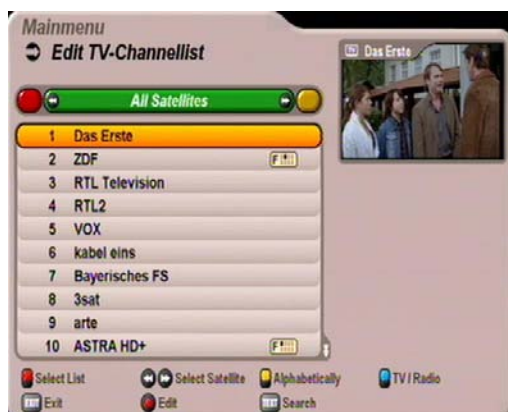 Mainmenu
Edit TV-Channellist
Das Erste
All Satellites
1 Das Erste
2 ZDF F
3 RTL Television
4 RTL2
5 VOX
6 kabel eins
7 Bayerisches FS
8 3sat
9 arte
10 ASTRA HD+ F
Select List Select Satellite Alphabetically TV / Radio
EXIT Exit Edit TEXT Search